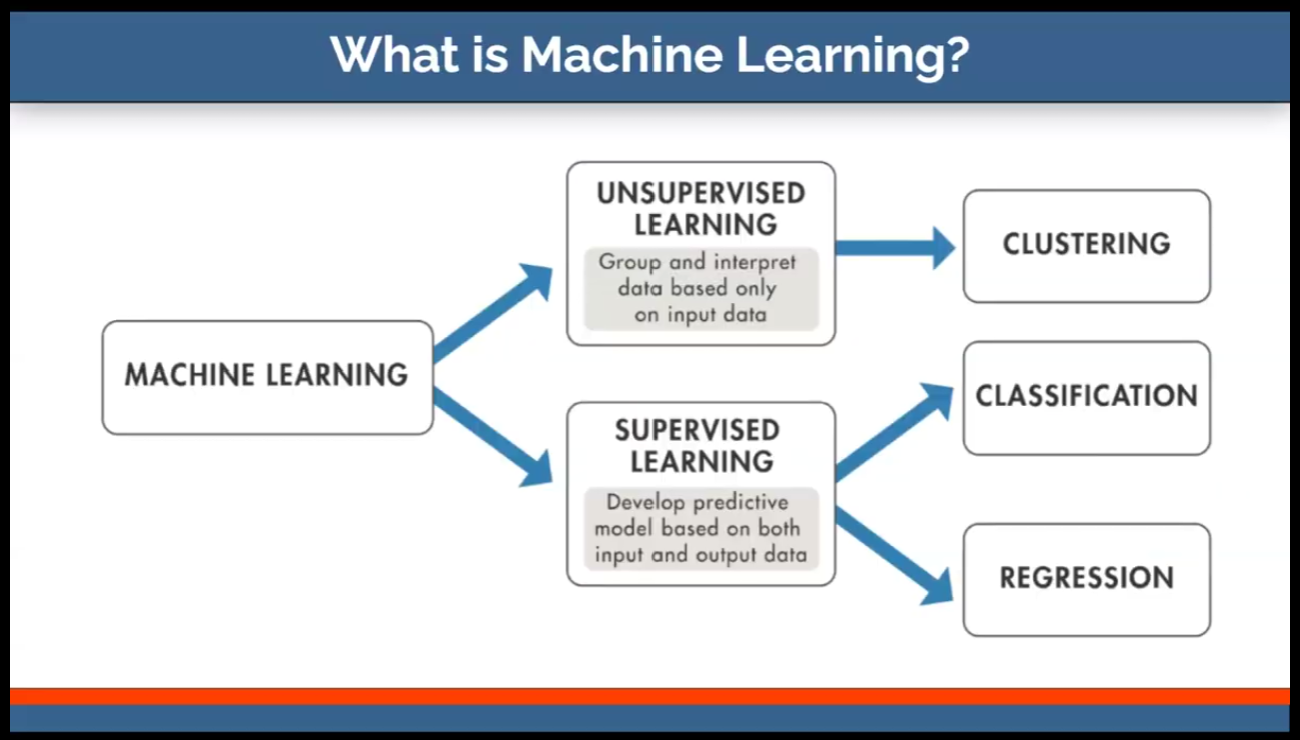 What is Machine Learning?
MACHINE LEARNING
UNSUPERVISED
LEARNING
Group and interpret
data based only
on input data
CLUSTERING
SUPERVISED
LEARNING
Develop predictive
model based on both
input and output data
CLASSIFICATION
REGRESSION